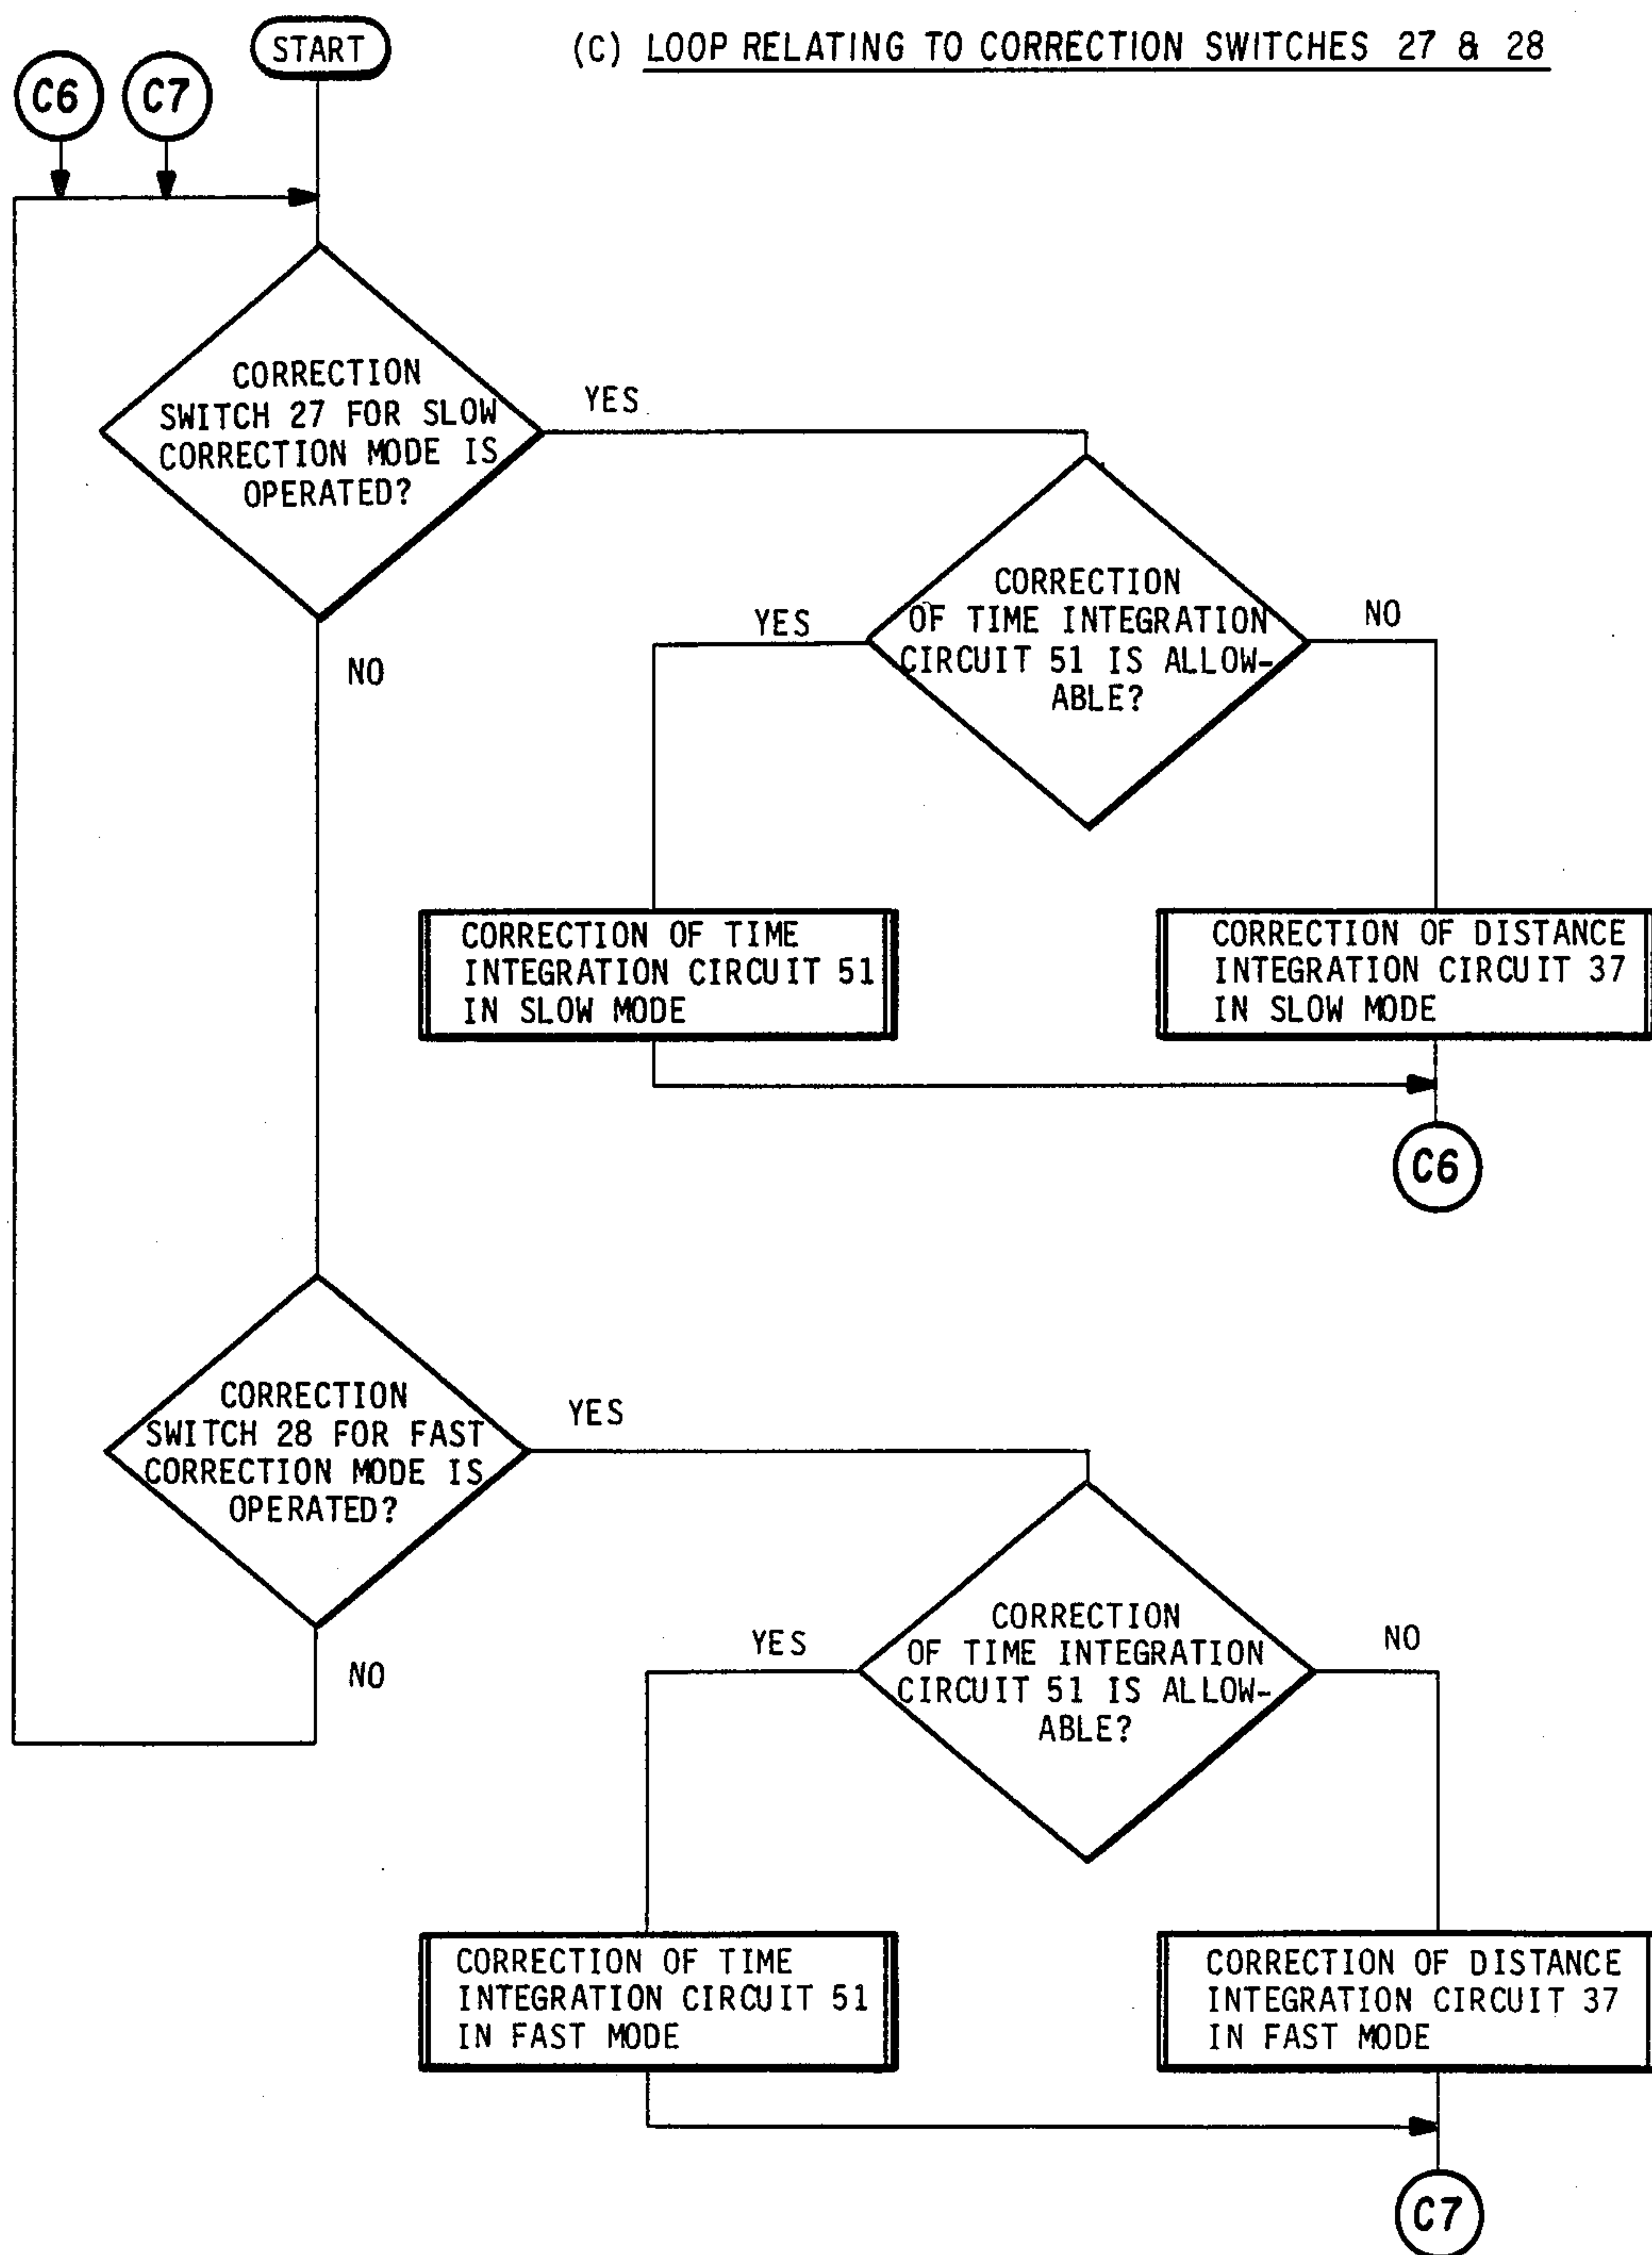 (C) LOOP RELATING TO CORRECTION SWITCHES 27 & 28
START
C6
C7
CORRECTION
SWITCH 27 FOR SLOW
CORRECTION MODE IS
OPERATED?
YES
NO
CORRECTION
OF TIME INTEGRATION
CIRCUIT 51 IS ALLOW-
ABLE?
YES
NO
CORRECTION OF TIME
INTEGRATION CIRCUIT 51
IN SLOW MODE
CORRECTION OF DISTANCE
INTEGRATION CIRCUIT 37
IN SLOW MODE
C6
CORRECTION
SWITCH 28 FOR FAST
CORRECTION MODE IS
OPERATED?
YES
NO
CORRECTION
OF TIME INTEGRATION
CIRCUIT 51 IS ALLOW-
ABLE?
YES
NO
CORRECTION OF TIME
INTEGRATION CIRCUIT 51
IN FAST MODE
CORRECTION OF DISTANCE
INTEGRATION CIRCUIT 37
IN FAST MODE
C7